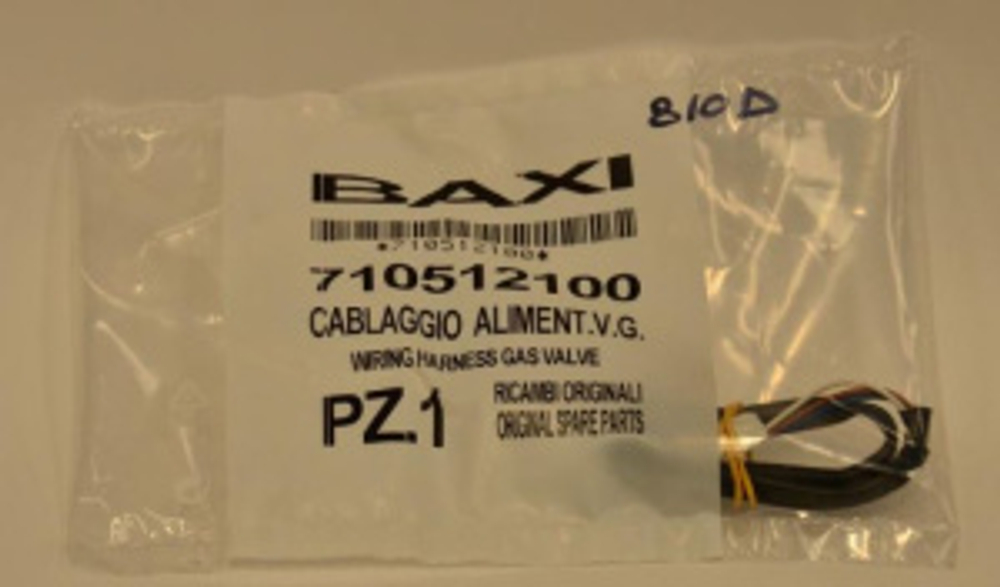 810D
BAXI
*710512100*
710512100
CABLAGGIO ALIMENT.V.G.
WIRING HARNESS GAS VALVE
PZ.1
RICAMBI ORIGINALI
ORIGINAL SPARE PARTS